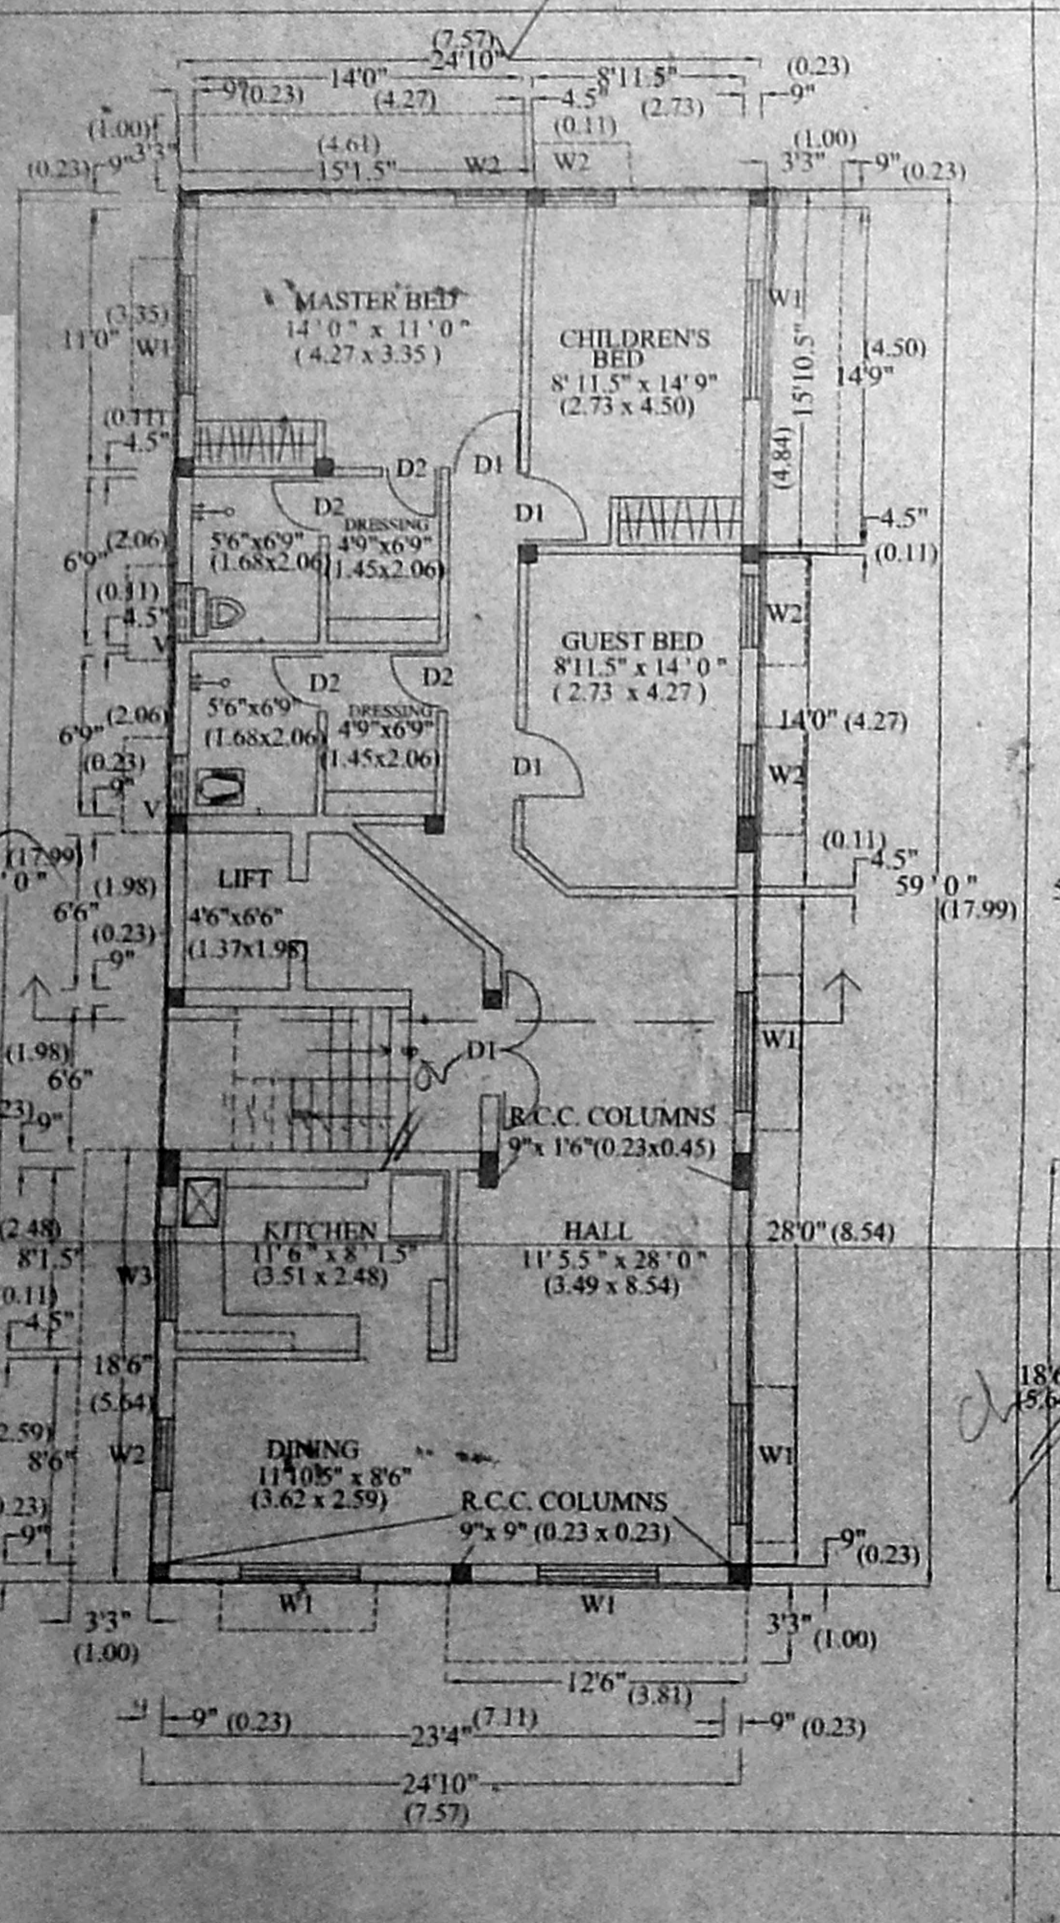 (7.57)
24'10"
14'0"
8'11.5"
(0.23)
9"(0.23)
(4.27)
4.5"
(2.73)
9"
(0.11)
(1.00)
3'3"
(4.61)
15'1.5"
W2
W2
(1.00)
3'3"
(0.23)
9"
9"
(0.23)
MASTER BED
14'0" x 11'0"
(4.27 x 3.35)
CHILDREN'S
BED
8' 11.5" x 14' 9"
(2.73 x 4.50)
W1
15'10.5"
(4.84)
(4.50)
14'9"
(3.35)
11'0"
W1
(0.11)
4.5"
D2
D1
D2
D1
DRESSING
5'6"x6'9"
4'9"x6'9"
(1.68x2.06)
(1.45x2.06)
4.5"
(0.11)
(2.06)
6'9"
(0.11)
4.5"
V
GUEST BED
8'11.5" x 14'0"
(2.73 x 4.27)
W2
D2
D2
DRESSING
5'6"x6'9"
4'9"x6'9"
(1.68x2.06)
(1.45x2.06)
(2.06)
6'9"
(0.23)
9"
V
D1
14'0" (4.27)
W2
(0.11)
4.5"
59'0"
(17.99)
(17.99)
'0"
LIFT
4'6"x6'6"
(1.37x1.98)
(1.98)
6'6"
(0.23)
9"
D1
W1
(1.98)
6'6"
23)
9"
R.C.C. COLUMNS
9"x 1'6"(0.23x0.45)
KITCHEN
11'6" x 8'1.5"
(3.51 x 2.48)
HALL
11' 5.5" x 28'0"
(3.49 x 8.54)
28'0" (8.54)
(2.48)
8'1.5"
0.11)
4.5"
W3
18'6"
(5.64)
2.59)
8'6"
W2
DINING
11'10.5" x 8'6"
(3.62 x 2.59)
W1
R.C.C. COLUMNS
9"x 9" (0.23 x 0.23)
0.23)
9"
9"
(0.23)
W1
W1
3'3"
(1.00)
3'3"
(1.00)
12'6"
(3.81)
9" (0.23)
(7.11)
23'4"
9" (0.23)
24'10"
(7.57)